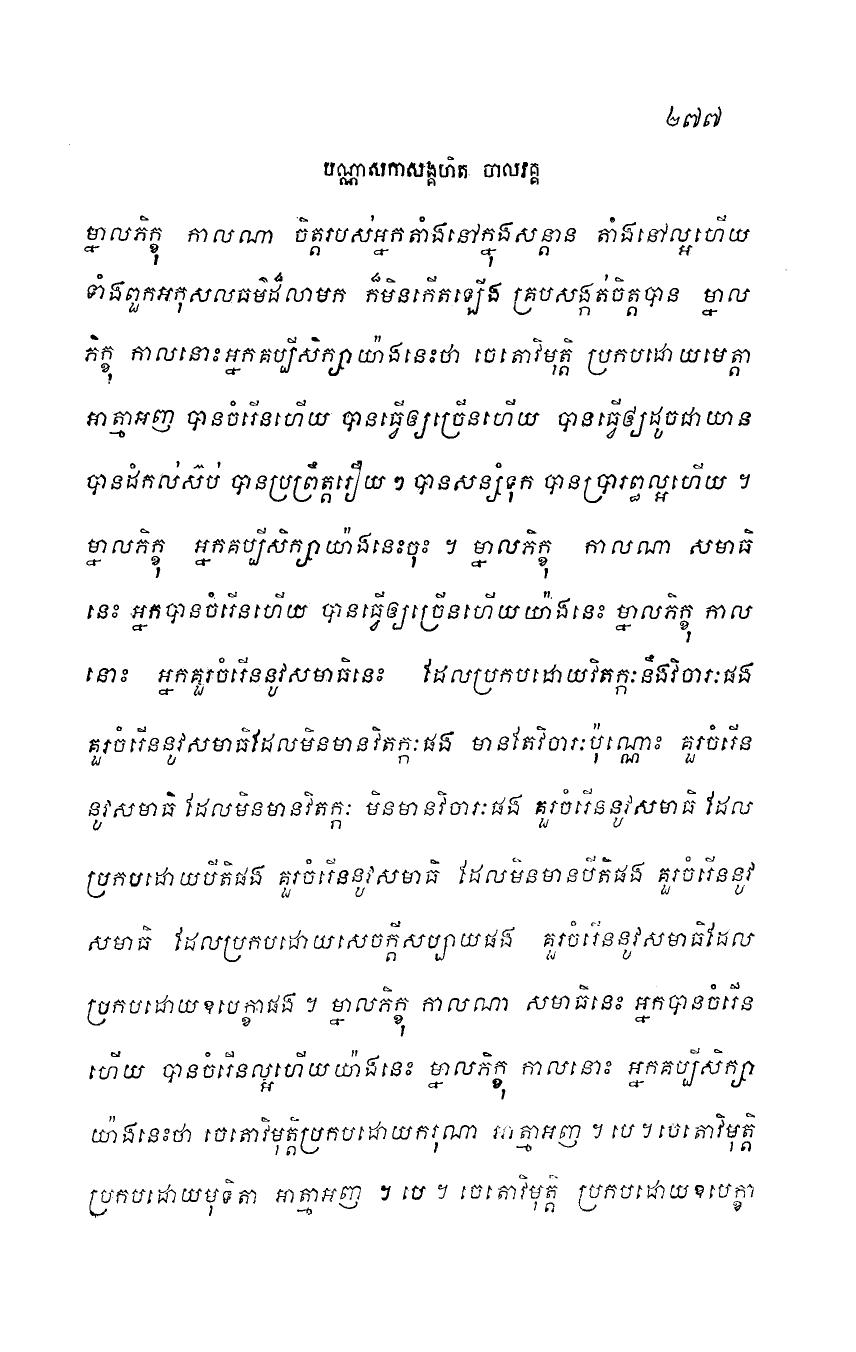 ២៧៧
បណ្ណាសកាសង្គហិត បាលវគ្គ
ម្នាលភិក្ខុ កាលណា ចិត្តរបស់អ្នកតាំងនៅក្នុងសន្តាន តាំងនៅល្អហើយ
ទាំងពួកអកុសលធម៌ដ៏លាមក ក៏មិនកើតឡើង គ្របសង្កត់ចិត្តបាន ម្នាល
ភិក្ខុ កាលនោះអ្នកគប្បីសិក្សាយ៉ាងនេះថា ចេតោវិមុត្តិ ប្រកបដោយមេត្តា
អាត្មាអញ បានចំរើនហើយ បានធ្វើឲ្យច្រើនហើយ បានធ្វើឲ្យដូចជាយាន
បានដំកល់ស៊ប់ បានប្រព្រឹត្តរឿយ ៗ បានសន្សំទុក បានប្រារព្ធល្អហើយ ។
ម្នាលភិក្ខុ អ្នកគប្បីសិក្សាយ៉ាងនេះចុះ ។ ម្នាលភិក្ខុ កាលណា សមាធិ
នេះ អ្នកបានចំរើនហើយ បានធ្វើឲ្យច្រើនហើយយ៉ាងនេះ ម្នាលភិក្ខុ កាល
នោះ អ្នកគួរចំរើននូវសមាធិនេះ ដែលប្រកបដោយវិតក្កៈនឹងវិចារៈផង
គួរចំរើននូវសមាធិដែលមិនមានវិតក្កៈផង មានតែវិចារៈប៉ុណ្ណោះ គួរចំរើន
នូវសមាធិ ដែលមិនមានវិតក្កៈ មិនមានវិចារៈផង គួរចំរើននូវសមាធិ ដែល
ប្រកបដោយបីតិផង គួរចំរើននូវសមាធិ ដែលមិនមានបីតិផង គួរចំរើននូវ
សមាធិ ដែលប្រកបដោយសេចក្តីសប្បាយផង គួរចំរើននូវសមាធិដែល
ប្រកបដោយឧបេក្ខាផង ។ ម្នាលភិក្ខុ កាលណា សមាធិនេះ អ្នកបានចំរើន
ហើយ បានចំរើនល្អហើយយ៉ាងនេះ ម្នាលភិក្ខុ កាលនោះ អ្នកគប្បីសិក្សា
យ៉ាងនេះថា ចេតោវិមុត្តិប្រកបដោយករុណា អាត្មាអញ ។ បេ ។ ចេតោវិមុត្តិ
ប្រកបដោយមុទិតា អាត្មាអញ ។ បេ ។ ចេតោវិមុត្តិ ប្រកបដោយឧបេក្ខា